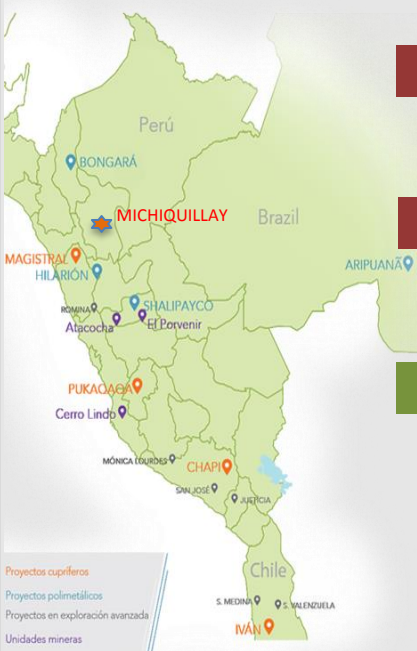 Perú
BONGARÁ
MICHIQUILLAY
Brazil
MAGISTRAL
ARIPUANÃ
HILARIÓN
ROMINA
SHALIPAYCO
Atacocha
El Porvenir
PUKAQAQA
Cerro Lindo
MÓNICA LOURDES
CHAPI
SAN JOSÉ
JUSTICIA
Chile
Proyectos cupríferos
Proyectos polimetálicos
S. MEDINA
S. VALENZUELA
Proyectos en exploración avanzada
IVÁN
Unidades mineras